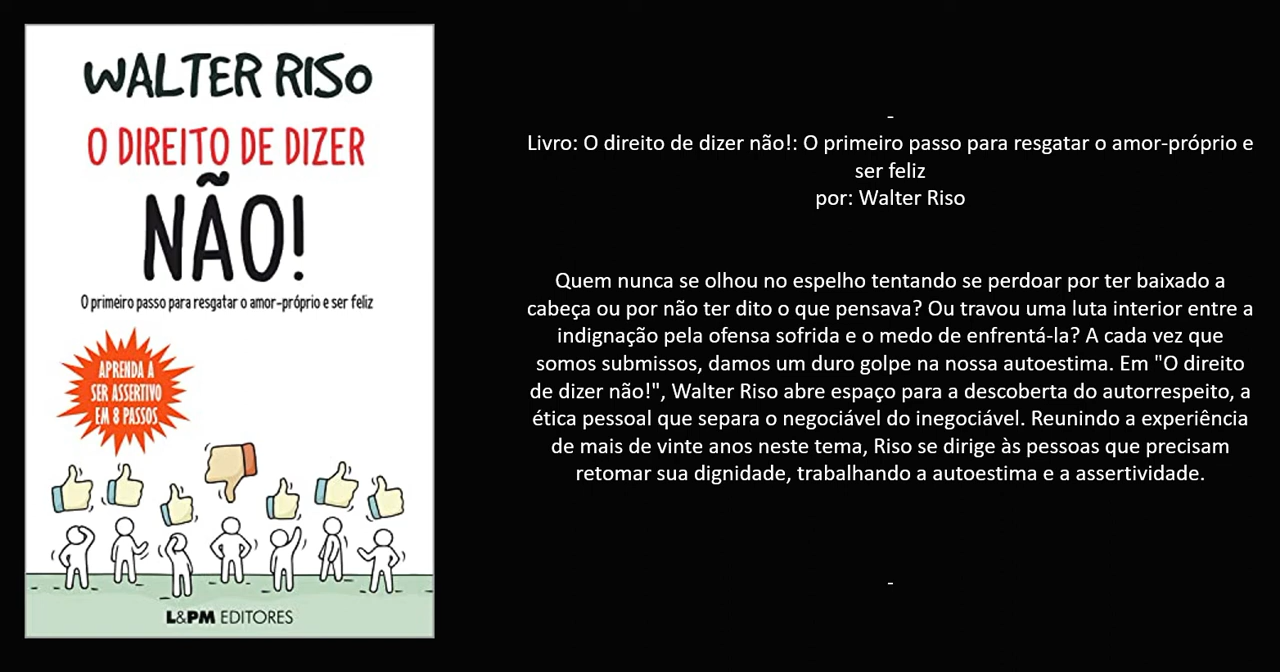 WALTER RISO
O DIREITO DE DIZER
NÃO!
O primeiro passo para resgatar o amor-próprio e ser feliz
APRENDA A
SER ASSERTIVO
EM 8 PASSOS
L&PM EDITORES
-
Livro: O direito de dizer não!: O primeiro passo para resgatar o amor-próprio e
ser feliz
por: Walter Riso
Quem nunca se olhou no espelho tentando se perdoar por ter baixado a
cabeça ou por não ter dito o que pensava? Ou travou uma luta interior entre a
indignação pela ofensa sofrida e o medo de enfrentá-la? A cada vez que
somos submissos, damos um duro golpe na nossa autoestima. Em "O direito
de dizer não!", Walter Riso abre espaço para a descoberta do autorrespeito, a
ética pessoal que separa o negociável do inegociável. Reunindo a experiência
de mais de vinte anos neste tema, Riso se dirige às pessoas que precisam
retomar sua dignidade, trabalhando a autoestima e a assertividade.
-